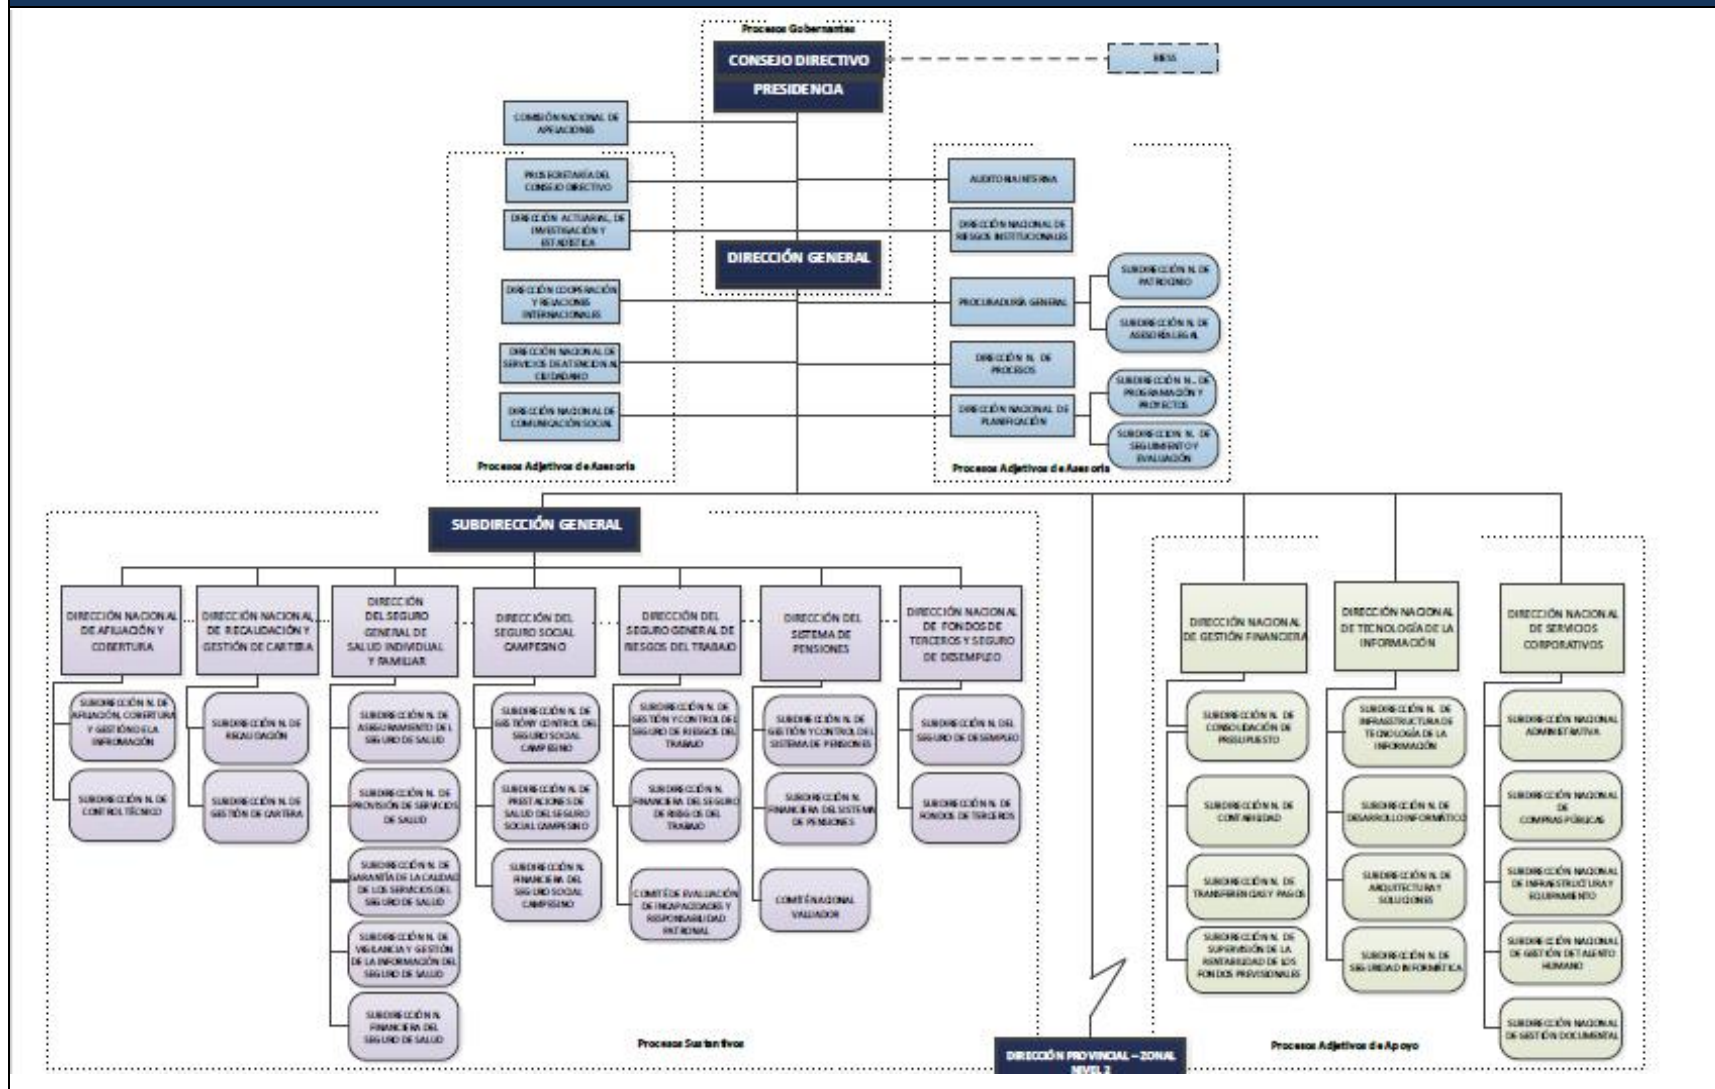 Procesos Gobernantes
CONSEJO DIRECTIVO
PRESIDENCIA
BIESS
COMISIÓN NACIONAL DE
APELACIONES
PROSECRETARÍA DEL
CONSEJO DIRECTIVO
AUDITORIA INTERNA
DIRECCIÓN ACTUARIAL, DE
INVESTIGACIÓN Y
ESTADÍSTICA
DIRECCIÓN NACIONAL DE
RIESGOS INSTITUCIONALES
DIRECCIÓN GENERAL
DIRECCIÓN COOPERACIÓN
Y RELACIONES
INTERNACIONALES
PROCURADURÍA GENERAL
SUBDIRECCIÓN N. DE
PATROCINIO
SUBDIRECCIÓN N. DE
ASESORÍA LEGAL
DIRECCIÓN NACIONAL DE
SERVICIOS DE ATENCION AL
CIUDADANO
DIRECCIÓN N. DE
PROCESOS
DIRECCIÓN NACIONAL DE
COMUNICACIÓN SOCIAL
DIRECCIÓN NACIONAL DE
PLANIFICACIÓN
SUBDIRECCIÓN N.. DE
PROGRAMACIÓN Y
PROYECTOS
SUBDIRECCION N. DE
SEGUIMIENTO Y
EVALUACIÓN
Procesos Adjetivos de Asesoría
Procesos Adjetivos de Asesoría
SUBDIRECCIÓN GENERAL
DIRECCIÓN NACIONAL
DE AFILIACIÓN Y
COBERTURA
DIRECCIÓN NACIONAL
DE RECAUDACIÓN Y
GESTIÓN DE CARTERA
DIRECCIÓN
DEL SEGURO
GENERAL DE
SALUD INDIVIDUAL
Y FAMILIAR
DIRECCIÓN DEL
SEGURO SOCIAL
CAMPESINO
DIRECCIÓN DEL
SEGURO GENERAL DE
RIESGOS DEL TRABAJO
DIRECCIÓN DEL
SISTEMA DE
PENSIONES
DIRECCIÓN NACIONAL
DE FONDOS DE
TERCEROS Y SEGURO
DE DESEMPLEO
DIRECCIÓN NACIONAL
DE GESTIÓN FINANCIERA
DIRECCIÓN NACIONAL
DE TECNOLOGÍA DE LA
INFORMACIÓN
DIRECCIÓN NACIONAL
DE SERVICIOS
CORPORATIVOS
SUBDIRECCIÓN N. DE
AFILIACIÓN, COBERTURA
Y GESTIÓN DE LA
INFROMACIÓN
SUBDIRECCIÓN N. DE
CONTROL TÉCNICO
SUBDIRECCIÓN N. DE
RECAUDACIÓN
SUBDIRECCIÓN N. DE
GESTIÓN DE CARTERA
SUBDIRECCIÓN N. DE
ASEGURAMIENTO DEL
SEGURO DE SALUD
SUBDIRECCIÓN N. DE
PROVISIÓN DE SERVICIOS
DE SALUD
SUBDIRECCIÓN N. DE
GARANTÍA DE LA CALIDAD
DE LOS SERVICIOS DEL
SEGURO DE SALUD
SUBDIRECCIÓN N. DE
VIGILANCIA Y GESTIÓN
DE LA INFORMACIÓN DEL
SEGURO DE SALUD
SUBDIRECCIÓN N.
FINANCIERA DEL
SEGURO DE SALUD
SUBDIRECCIÓN N. DE
GESTIÓN Y CONTROL DEL
SEGURO SOCIAL
CAMPESINO
SUBDIRECCIÓN N. DE
PRESTACIONES DE
SALUD DEL SEGURO
SOCIAL CAMPESINO
SUBDIRECCIÓN N.
FINANCIERA DEL
SEGURO SOCIAL
CAMPESINO
SUBDIRECCIÓN N. DE
GESTIÓN Y CONTROL DEL
SEGURO DE RIESGOS DEL
TRABAJO
SUBDIRECCIÓN N.
FINANCIERA DEL SEGURO
DE RIESGOS DEL
TRABAJO
COMITÉ DE EVALUACIÓN
DE INCAPACIDADES Y
RESPONSABILIDAD
PATRONAL
SUBDIRECCIÓN N. DE
GESTIÓN Y CONTROL DEL
SISTEMA DE PENSIONES
SUBDIRECCIÓN N.
FINANCIERA DEL SISTEMA
DE PENSIONES
COMITÉ NACIONAL
VALUADOR
SUBDIRECCIÓN N. DEL
SEGURO DE DESEMPLEO
SUBDIRECCIÓN N. DE
FONDOS DE TERCEROS
SUBDIRECCIÓN N. DE
CONSOLIDACIÓN DE
PRESUPUESTO
SUBDIRECCIÓN N. DE
CONTABILIDAD
SUBDIRECCIÓN N. DE
TRANSFERENCIAS Y PAGOS
SUBDIRECCIÓN N. DE
SUPERVISIÓN DE LA
RENTABILIDAD DE LOS
FONDOS PREVISIONALES
SUBDIRECCIÓN N. DE
INFRAESTRUCTURA DE
TECNOLOGÍA DE LA
INFORMACIÓN
SUBDIRECCIÓN N. DE
DESARROLLO INFORMÁTICO
SUBDIRECCIÓN N. DE
ARQUITECTURA Y
SOLUCIONES
SUBDIRECCIÓN N. DE
SEGURIDAD INFORMÁTICA
SUBDIRECCIÓN NACIONAL
ADMINISTRATIVA
SUBDIRECCIÓN NACIONAL
DE
COMPRAS PÚBLICAS
SUBDIRECCIÓN NACIONAL
DE INFRAESTRUCTURA Y
EQUIPAMIENTO
SUBDIRECCIÓN NACIONAL
DE GESTIÓN DE TALENTO
HUMANO
SUBDIRECCIÓN NACIONAL
DE GESTIÓN DOCUMENTAL
Procesos Sustantivos
Procesos Adjetivos de Apoyo
DIRECCIÓN PROVINCIAL – ZONAL
NIVEL 2